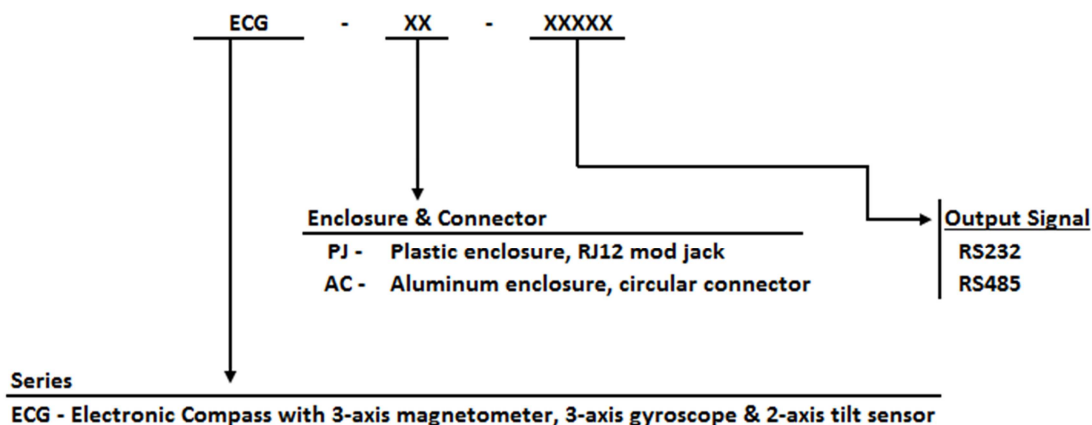 ECG - XX - XXXXX
Enclosure & Connector
PJ - Plastic enclosure, RJ12 mod jack
AC - Aluminum enclosure, circular connector
Output Signal
RS232
RS485
Series
ECG - Electronic Compass with 3-axis magnetometer, 3-axis gyroscope & 2-axis tilt sensor